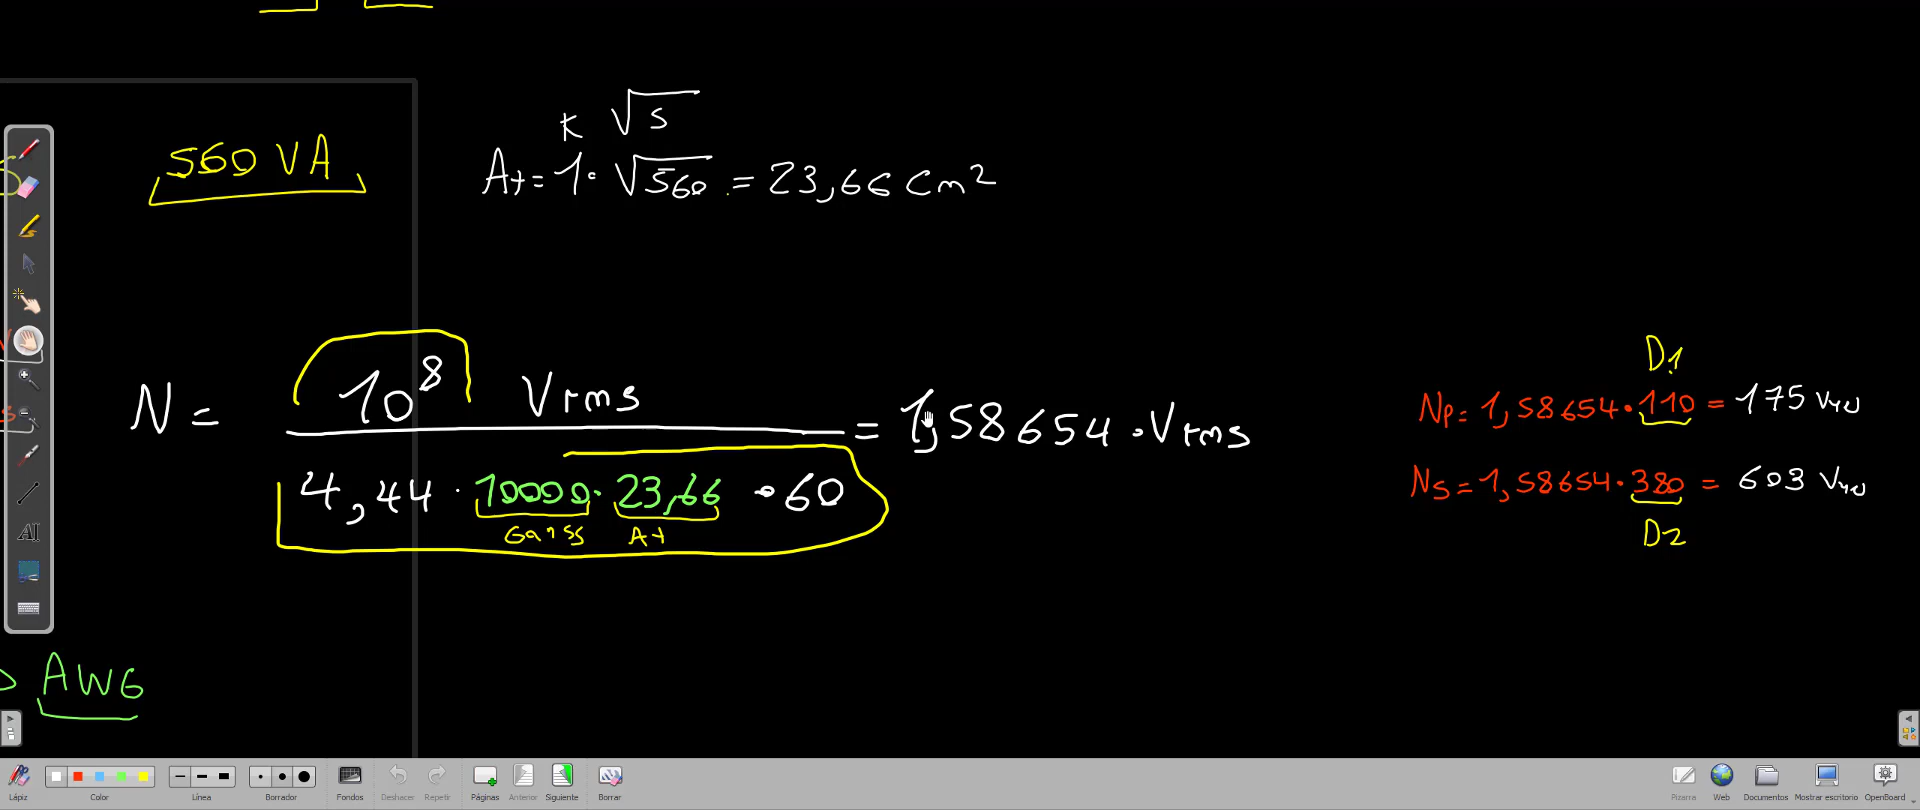 560 VA
K √S
At = 1 · √560 = 23,66 cm²
N = 10⁸ Vrms / 4,44 · 10000 · 23,66 · 60 = 1,58654 · Vrms
Gauss At
D1
Np = 1,58654 · 110 = 175
Ns = 1,58654 · 380 = 603
D2
AWG
AI
Lápiz
Color
Línea
Borrador
Fondos
Deshacer
Repetir
Páginas
Anterior
Siguiente
Borrar
Pizarra
Web
Documentos
Mostrar escritorio
OpenBoard